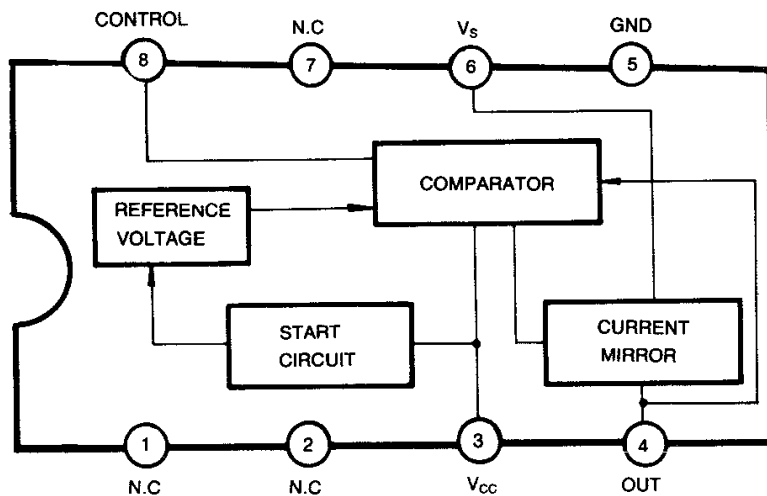 CONTROL
N.C
VS
GND
8
7
6
5
COMPARATOR
REFERENCE
VOLTAGE
START
CIRCUIT
CURRENT
MIRROR
1
2
3
4
N.C
N.C
VCC
OUT